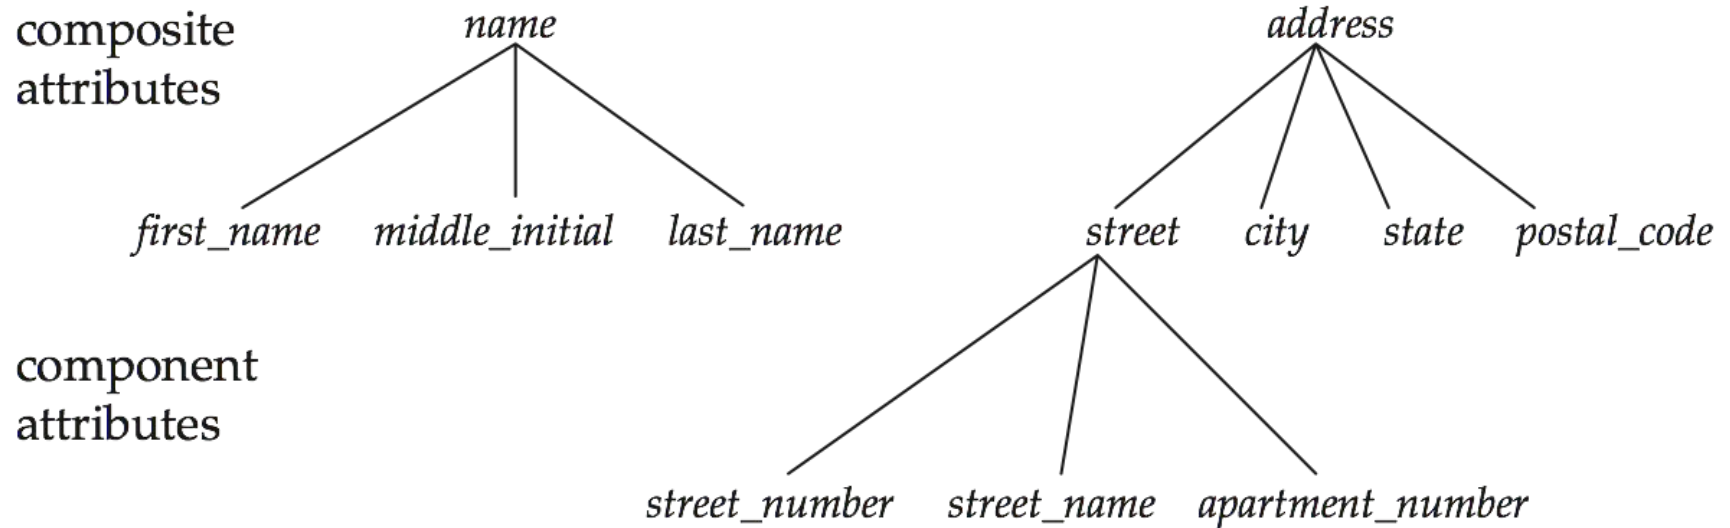 composite
attributes
name
address
first_name middle_initial last_name
street city state postal_code
component
attributes
street_number street_name apartment_number